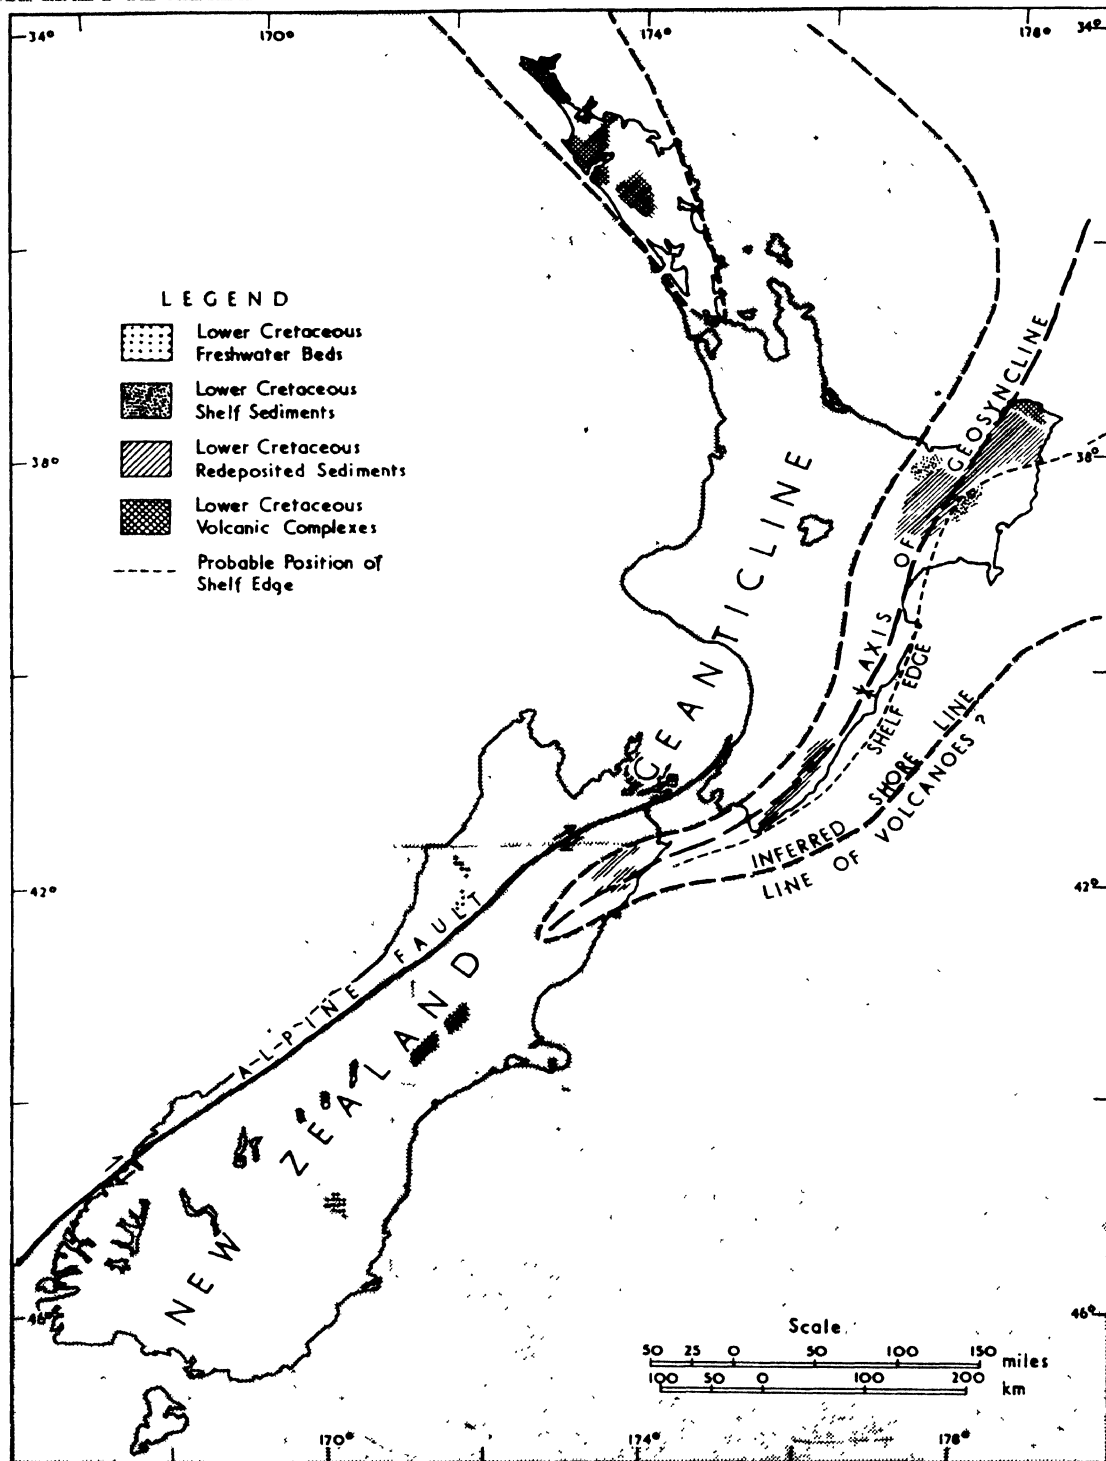 170° 174° 178°
34° 34°
LEGEND
Lower Cretaceous
Freshwater Beds
Lower Cretaceous
Shelf Sediments
Lower Cretaceous
Redeposited Sediments
Lower Cretaceous
Volcanic Complexes
Probable Position of
Shelf Edge
38° 38°
AXIS OF GEOSYNCLINE
SHELF EDGE
INFERRED SHORE LINE
LINE OF VOLCANOES ?
42° 42°
ALPINE FAULT
NEW ZEALAND
OCEANTICLINE
46° 46°
Scale
50 25 0 50 100 150 miles
100 50 0 100 200 km
170° 174° 178°